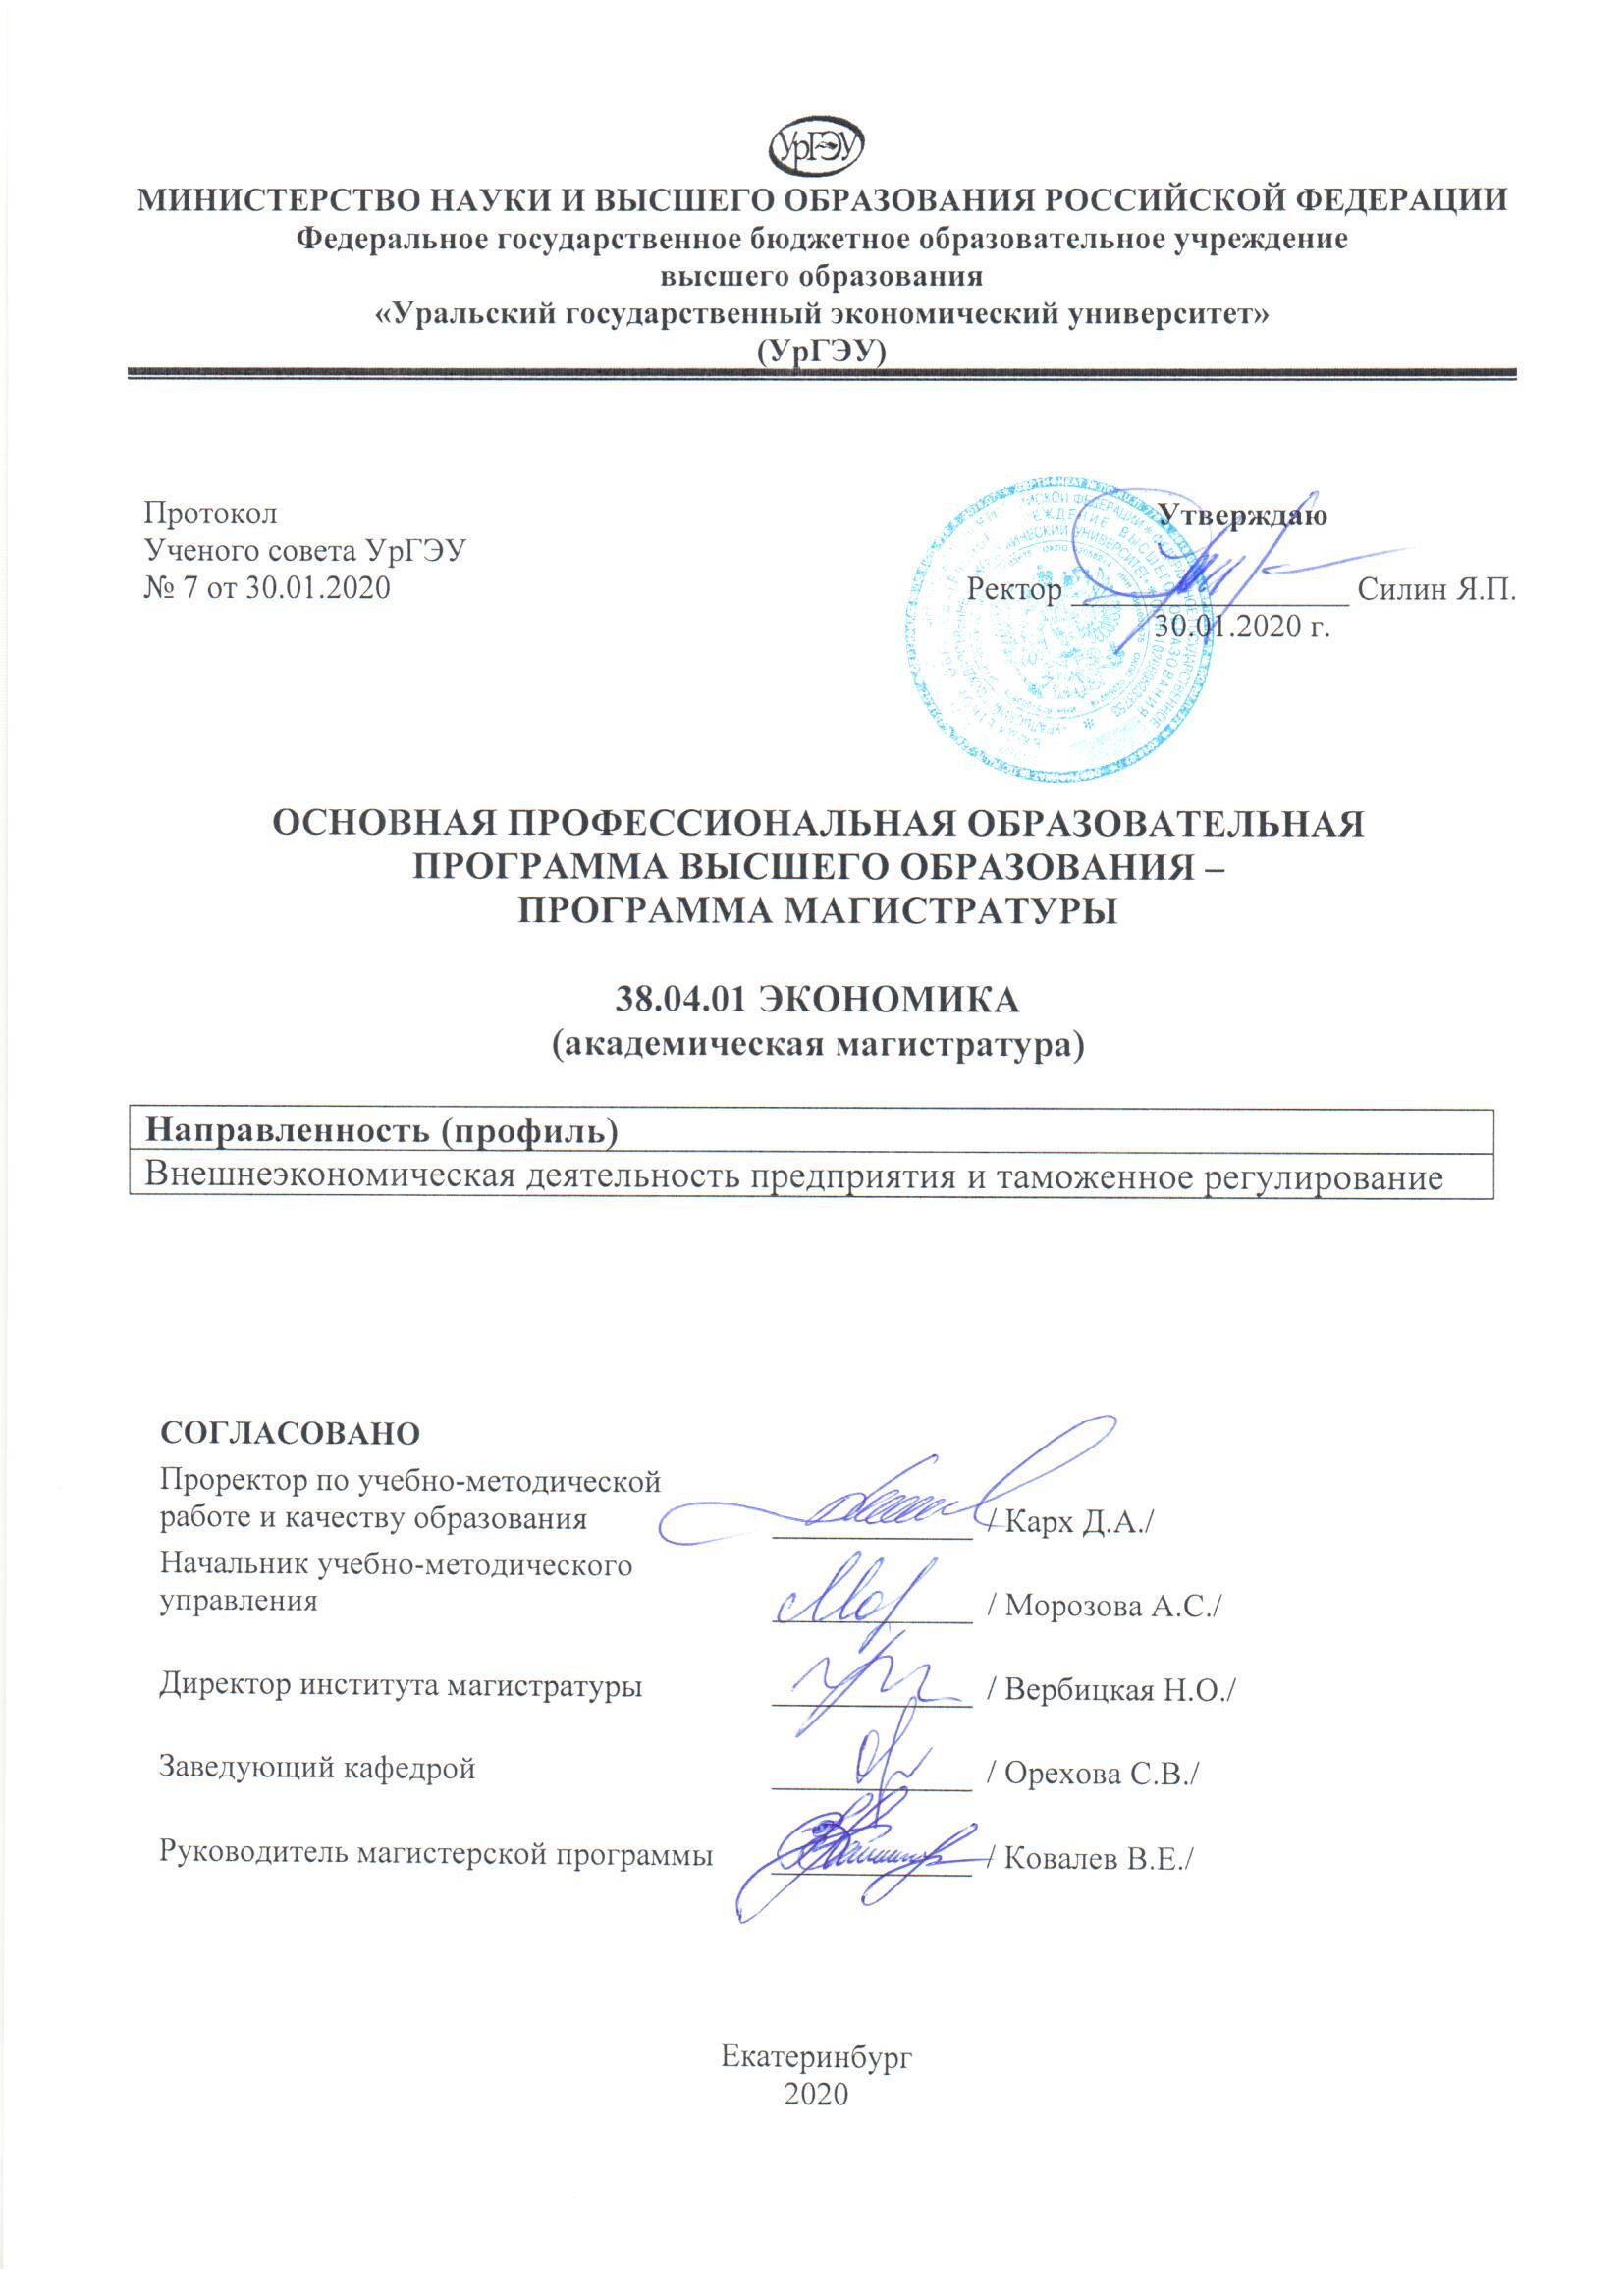 УрГЭУ
МИНИСТЕРСТВО НАУКИ И ВЫСШЕГО ОБРАЗОВАНИЯ РОССИЙСКОЙ ФЕДЕРАЦИИ
Федеральное государственное бюджетное образовательное учреждение
высшего образования
«Уральский государственный экономический университет»
(УрГЭУ)
Протокол
Ученого совета УрГЭУ
№ 7 от 30.01.2020
Утверждаю
Ректор Силин Я.П.
30.01.2020 г.
ОСНОВНАЯ ПРОФЕССИОНАЛЬНАЯ ОБРАЗОВАТЕЛЬНАЯ
ПРОГРАММА ВЫСШЕГО ОБРАЗОВАНИЯ –
ПРОГРАММА МАГИСТРАТУРЫ
38.04.01 ЭКОНОМИКА
(академическая магистратура)
Направленность (профиль)
Внешнеэкономическая деятельность предприятия и таможенное регулирование
СОГЛАСОВАНО
Проректор по учебно-методической
работе и качеству образования / Карх Д.А./
Начальник учебно-методического
управления / Морозова А.С./
Директор института магистратуры / Вербицкая Н.О./
Заведующий кафедрой / Орехова С.В./
Руководитель магистерской программы / Ковалев В.Е./
Екатеринбург
2020